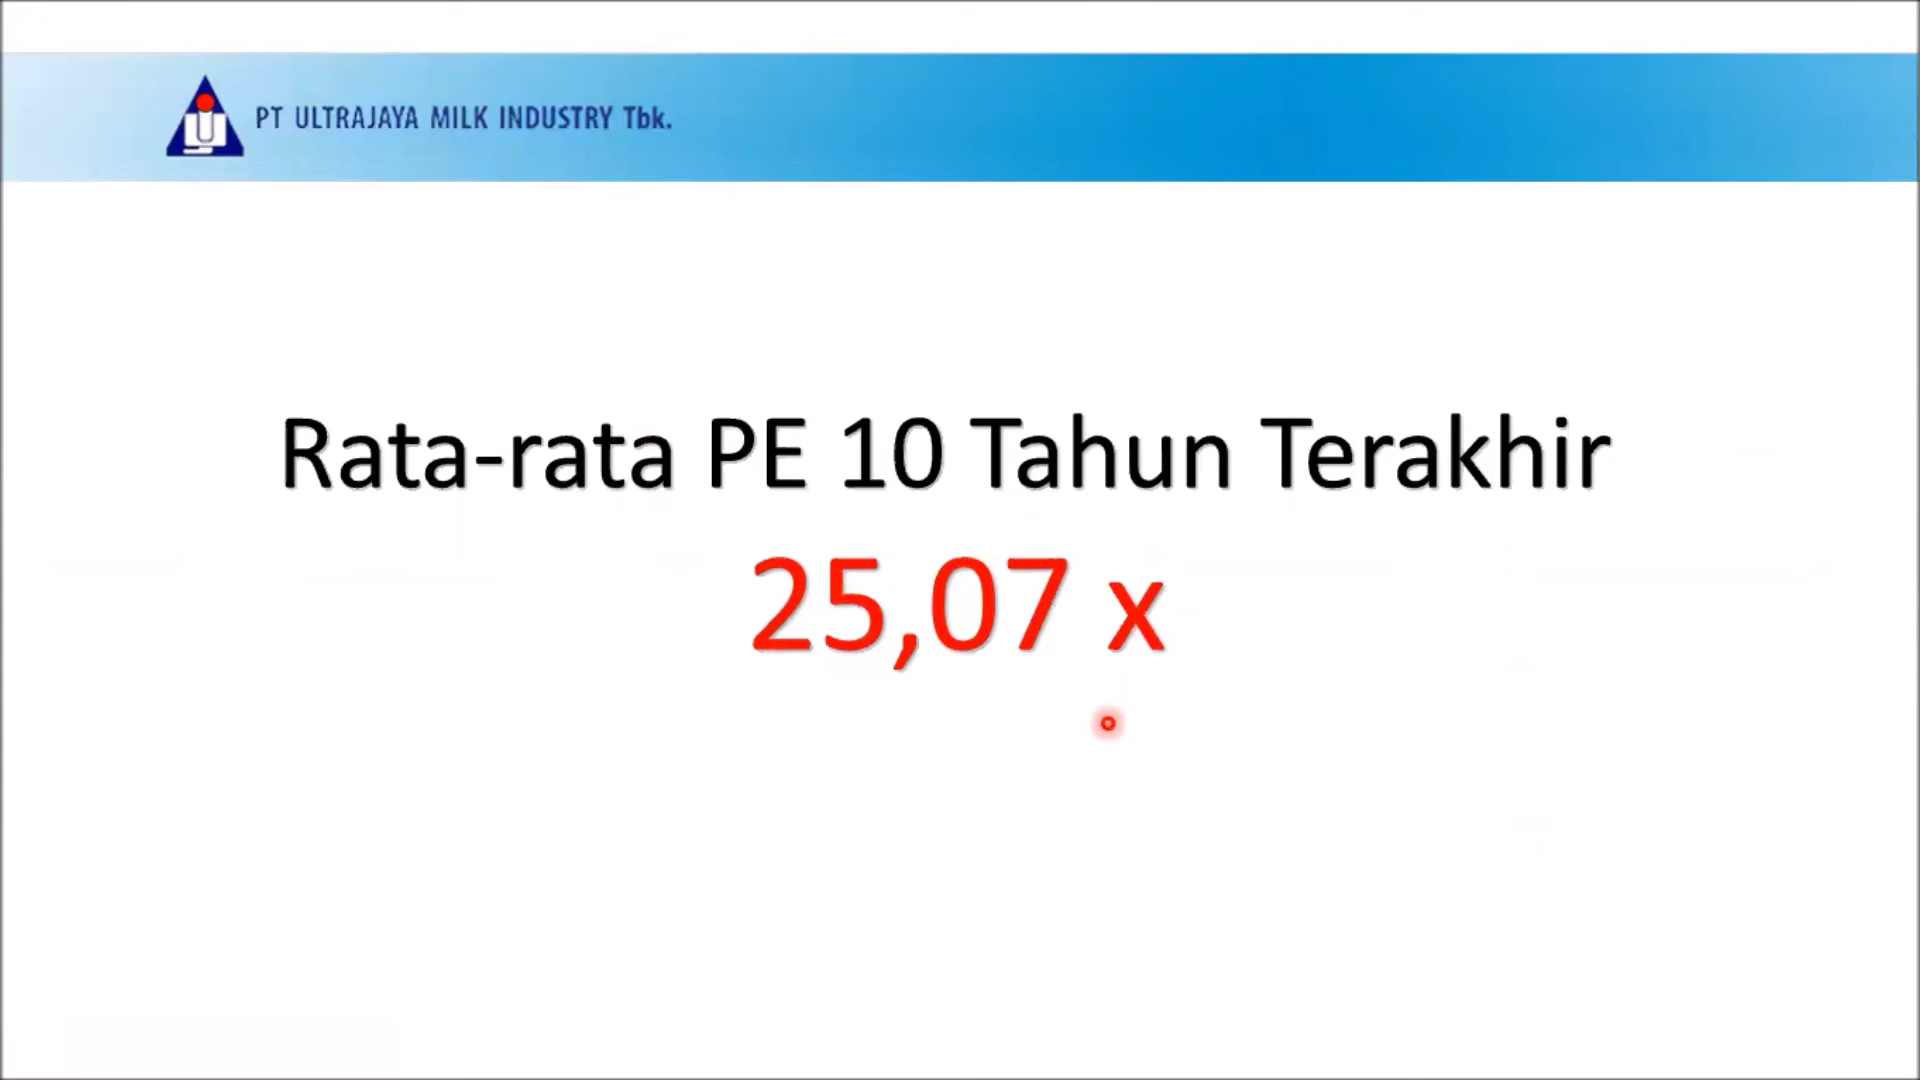 PT ULTRAJAYA MILK INDUSTRY Tbk.
Rata-rata PE 10 Tahun Terakhir
25,07 x